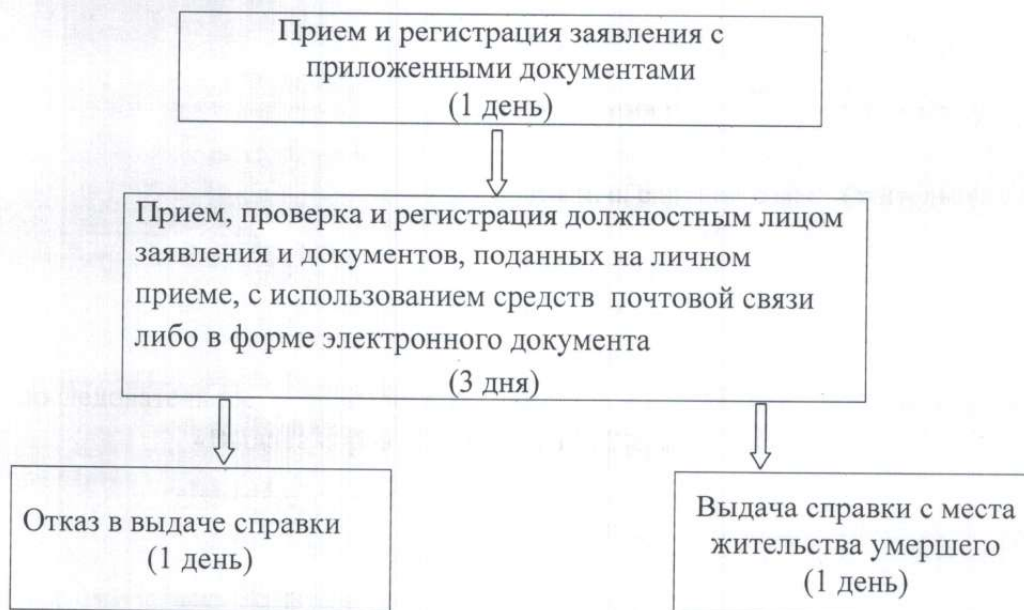 Прием и регистрация заявления с
приложенными документами
(1 день)
Прием, проверка и регистрация должностным лицом
заявления и документов, поданных на личном
приеме, с использованием средств почтовой связи
либо в форме электронного документа
(3 дня)
Отказ в выдаче справки
(1 день)
Выдача справки с места
жительства умершего
(1 день)